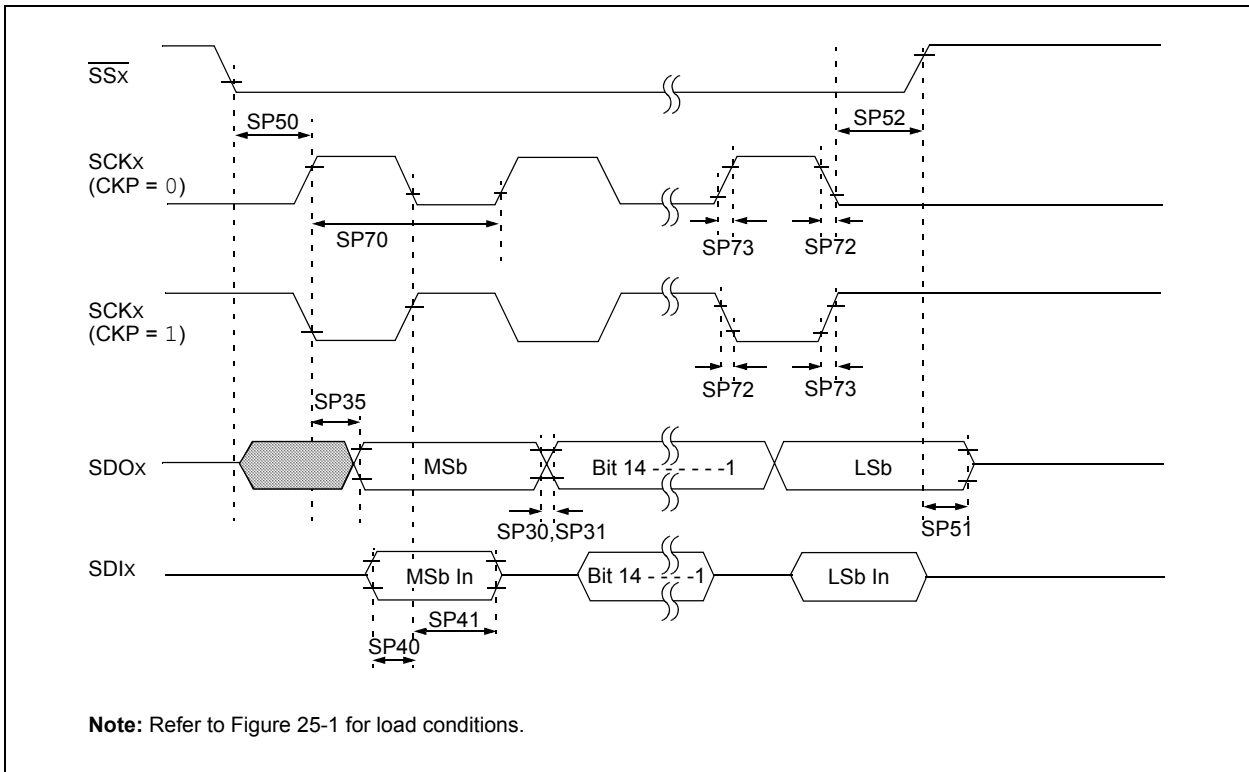 SSx
SP50
SP52
SCKx
(CKP = 0)
SP70
SP73
SP72
SCKx
(CKP = 1)
SP72
SP73
SP35
SDOx
MSb
Bit 14 - - - - - -1
LSb
SP30,SP31
SP51
SDIx
MSb In
Bit 14 - - - -1
LSb In
SP41
SP40
Note: Refer to Figure 25-1 for load conditions.